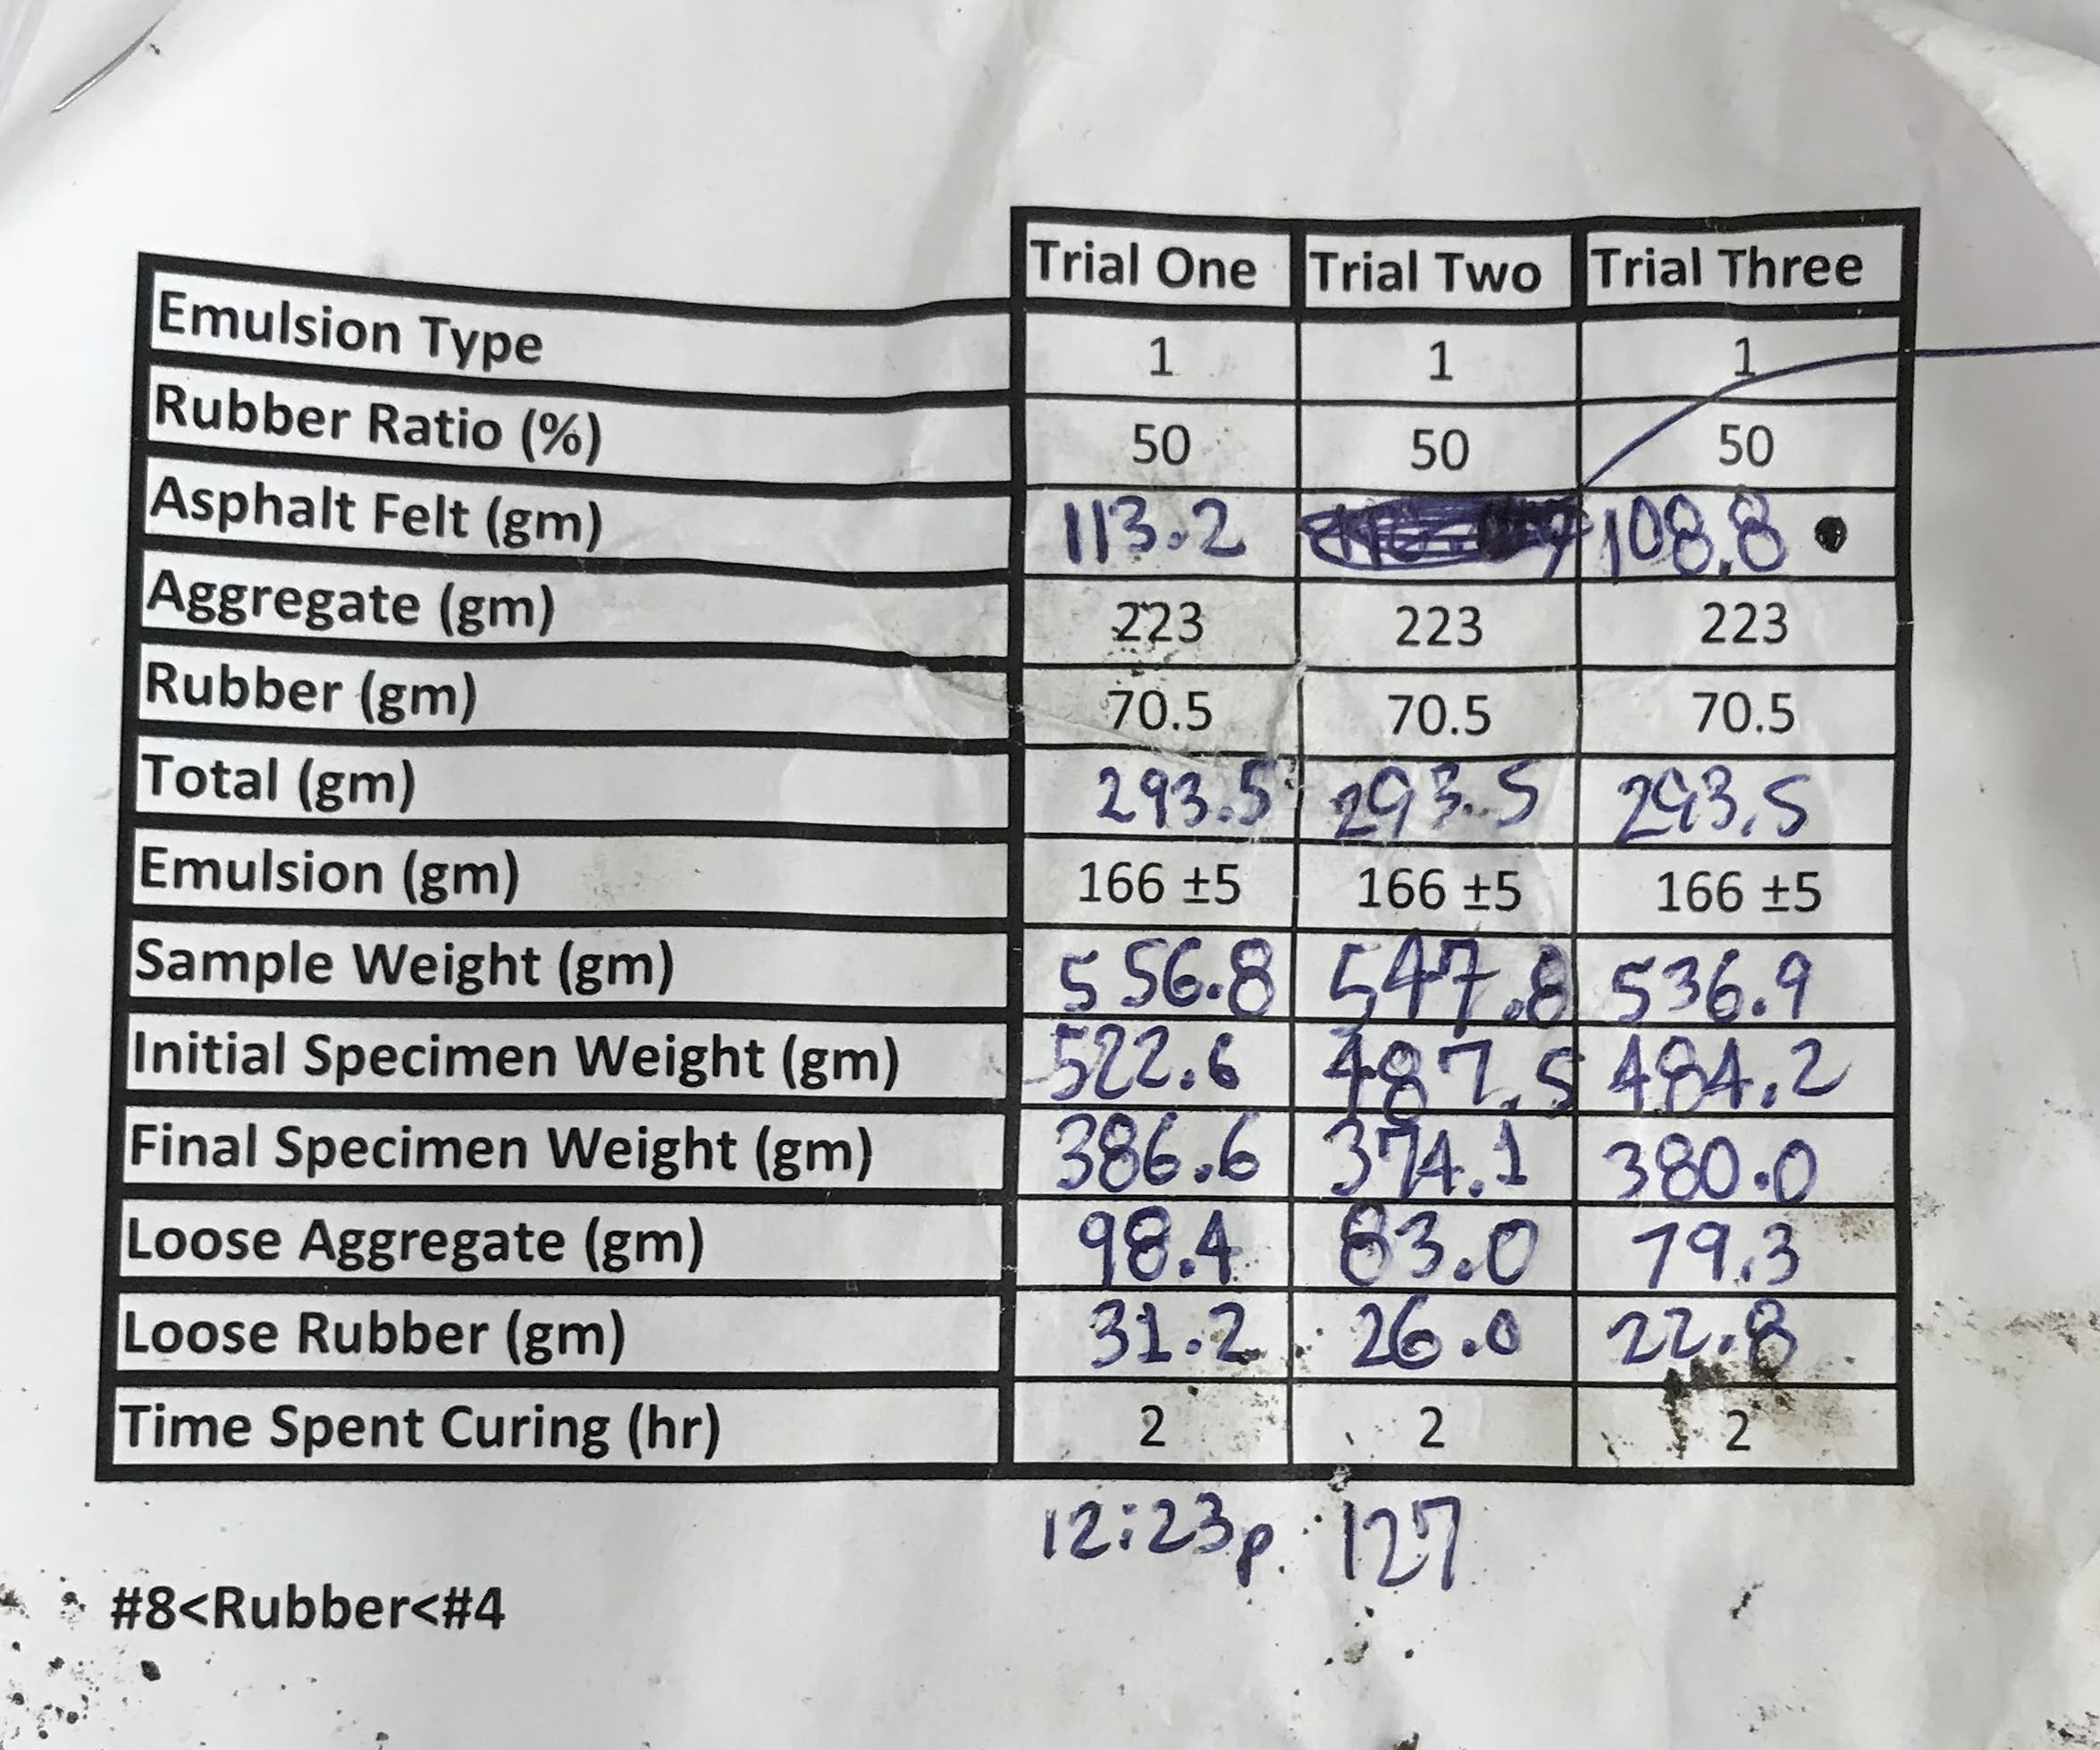 Trial One Trial Two Trial Three
Emulsion Type 1 1 1
Rubber Ratio (%) 50 50 50
Asphalt Felt (gm) 113.2 108.8
Aggregate (gm) 223 223 223
Rubber (gm) 70.5 70.5 70.5
Total (gm) 293.5 293.5 293.5
Emulsion (gm) 166 ±5 166 ±5 166 ±5
Sample Weight (gm) 556.8 547.8 536.9
Initial Specimen Weight (gm) 522.6 487.5 484.2
Final Specimen Weight (gm) 386.6 374.1 380.0
Loose Aggregate (gm) 98.4 83.0 79.3
Loose Rubber (gm) 31.2 26.0 22.8
Time Spent Curing (hr) 2 2 2
12:23p 127
#8<Rubber<#4